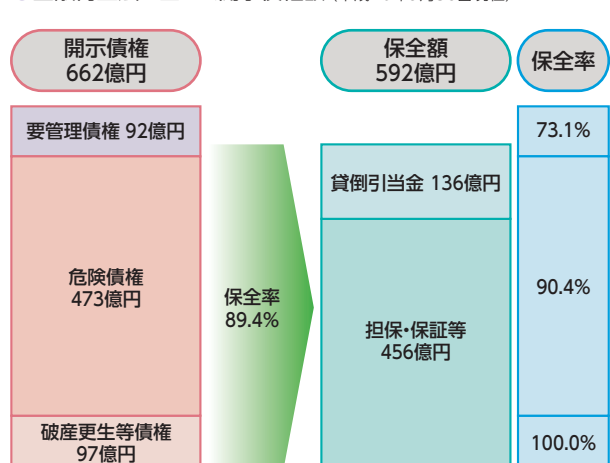 開示債権
662億円
保全額
592億円
保全率
要管理債権 92億円
73.1%
貸倒引当金 136億円
危険債権
473億円
保全率
89.4%
担保・保証等
456億円
90.4%
破産更生等債権
97億円
100.0%